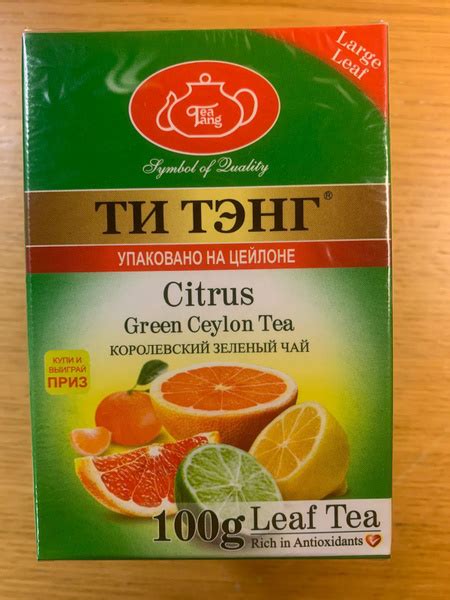 Large
Leaf
Tea
Tang
Symbol of Quality
ТИ ТЭНГ®
УПАКОВАНО НА ЦЕЙЛОНЕ
Citrus
Green Ceylon Tea
КОРОЛЕВСКИЙ ЗЕЛЕНЫЙ ЧАЙ
КУПИ И
ВЫИГРАЙ
ПРИЗ
100g Leaf Tea
Rich in Antioxidants